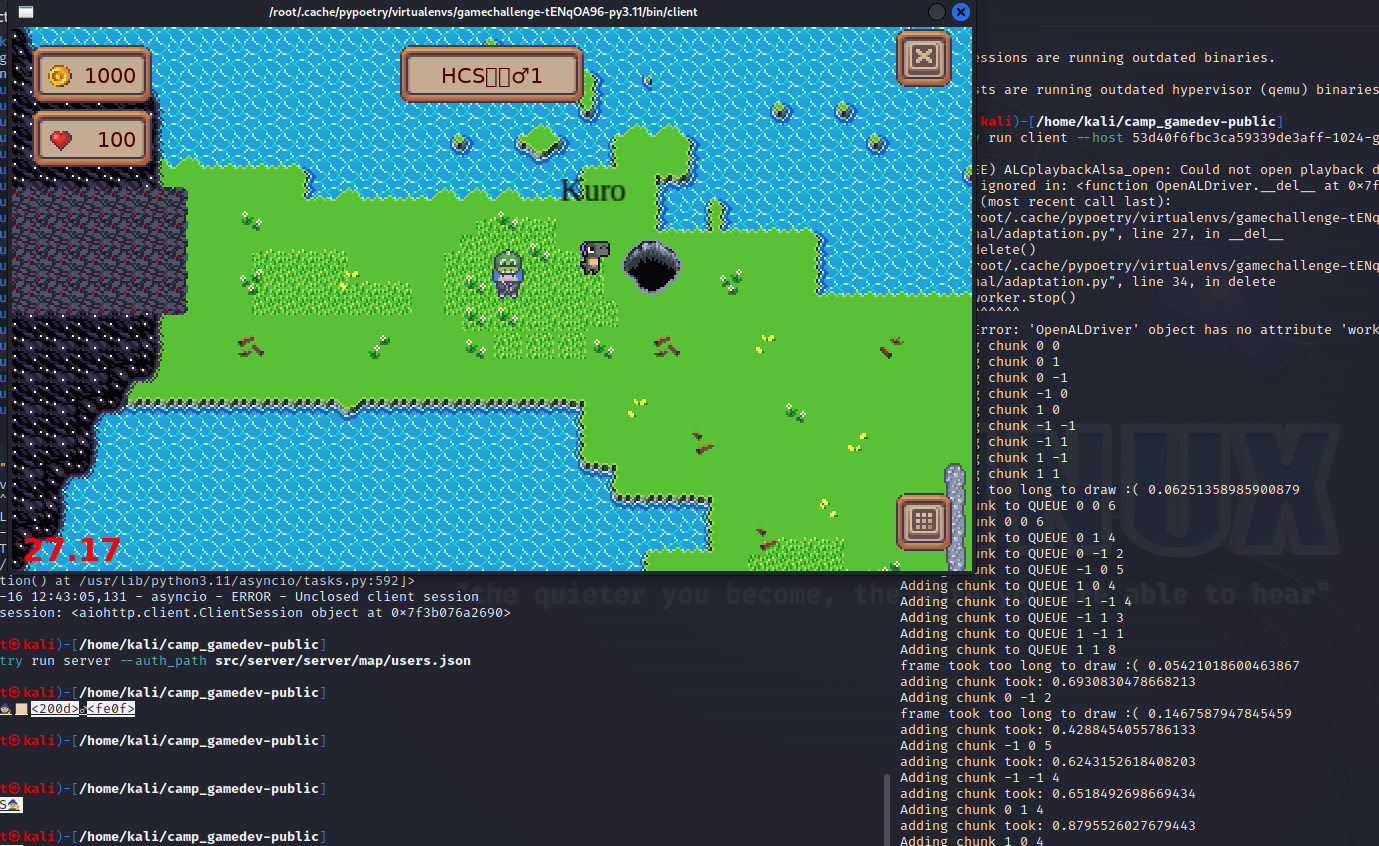 /root/.cache/pypoetry/virtualenvs/gamechallenge-tENqOA96-py3.11/bin/client
1000
HCS▯▯♂1
100
Kuro
27.17
essions are running outdated binaries.
sts are running outdated hypervisor (qemu) binaries
kali)-[/home/kali/camp_gamedev-public]
run client --host 53d40f6fbc3ca59339de3aff-1024-g
E) ALCplaybackAlsa_open: Could not open playback d
ignored in: <function OpenALDriver.__del__ at 0×7f
(most recent call last):
root/.cache/pypoetry/virtualenvs/gamechallenge-tENq
nal/adaptation.py", line 27, in __del__
delete()
root/.cache/pypoetry/virtualenvs/gamechallenge-tENq
nal/adaptation.py", line 34, in delete
worker.stop()
^^^^^^
Error: 'OpenALDriver' object has no attribute 'work
chunk 0 0
chunk 0 1
chunk 0 -1
chunk -1 0
chunk 1 0
chunk -1 -1
chunk -1 1
chunk 1 -1
chunk 1 1
too long to draw :( 0.06251358985900879
unk to QUEUE 0 0 6
unk 0 0 6
unk to QUEUE 0 1 4
unk to QUEUE 0 -1 2
unk to QUEUE -1 0 5
Adding chunk to QUEUE 1 0 4
Adding chunk to QUEUE -1 -1 4
Adding chunk to QUEUE -1 1 3
Adding chunk to QUEUE 1 -1 1
Adding chunk to QUEUE 1 1 8
frame took too long to draw :( 0.05421018600463867
adding chunk took: 0.6930830478668213
Adding chunk 0 -1 2
frame took too long to draw :( 0.1467587947845459
adding chunk took: 0.4288454055786133
Adding chunk -1 0 5
adding chunk took: 0.6243152618408203
Adding chunk -1 -1 4
adding chunk took: 0.6518492698669434
Adding chunk 0 1 4
adding chunk took: 0.8795526027679443
Adding chunk 1 0 4
tion() at /usr/lib/python3.11/asyncio/tasks.py:592]>
-16 12:43:05,131 - asyncio - ERROR - Unclosed client session
session: <aiohttp.client.ClientSession object at 0×7f3b076a2690>
t㉿kali)-[/home/kali/camp_gamedev-public]
try run server --auth_path src/server/server/map/users.json
t㉿kali)-[/home/kali/camp_gamedev-public]
<200d>♂<fe0f>
t㉿kali)-[/home/kali/camp_gamedev-public]
t㉿kali)-[/home/kali/camp_gamedev-public]
S
t㉿kali)-[/home/kali/camp_gamedev-public]